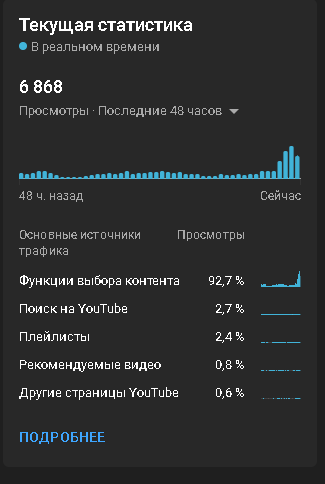 Текущая статистика
В реальном времени
6 868
Просмотры · Последние 48 часов
48 ч. назад Сейчас
Основные источники трафика Просмотры
Функции выбора контента 92,7 %
Поиск на YouTube 2,7 %
Плейлисты 2,4 %
Рекомендуемые видео 0,8 %
Другие страницы YouTube 0,6 %
ПОДРОБНЕЕ